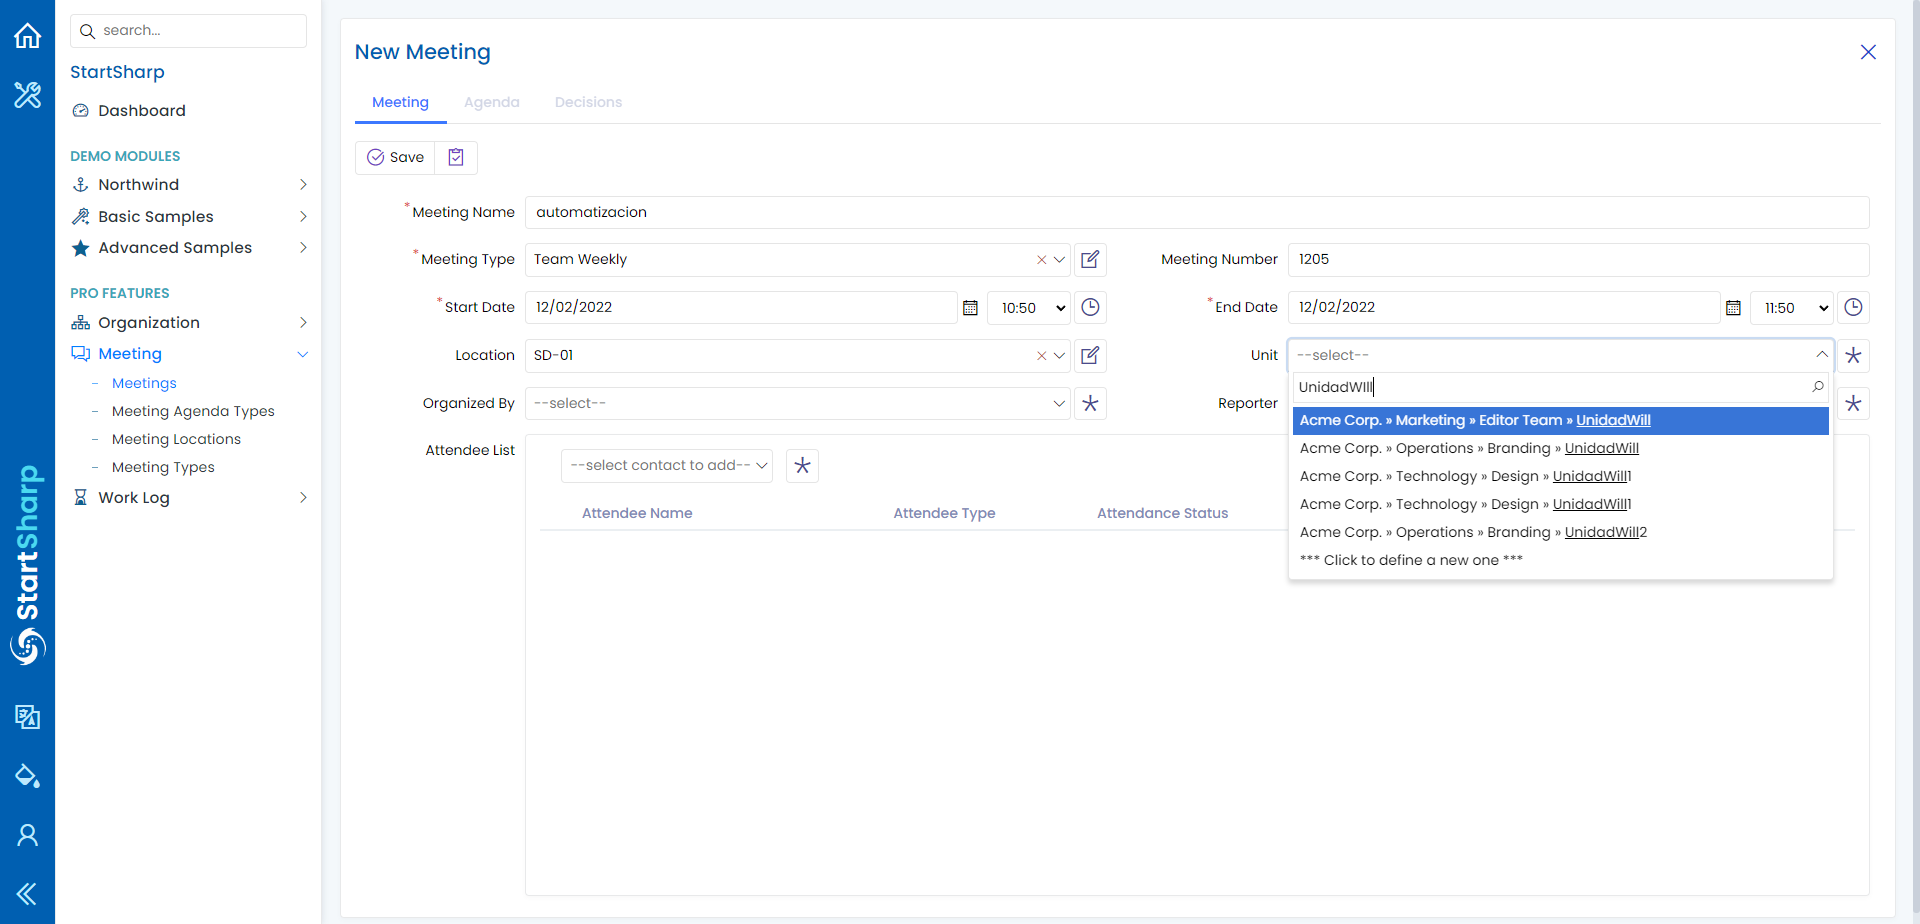 search...
StartSharp
Dashboard
DEMO MODULES
Northwind
Basic Samples
Advanced Samples
PRO FEATURES
Organization
Meeting
Meetings
Meeting Agenda Types
Meeting Locations
Meeting Types
Work Log
StartSharp
New Meeting
Meeting Agenda Decisions
Save
*Meeting Name automatizacion
*Meeting Type Team Weekly Meeting Number 1205
*Start Date 12/02/2022 10:50 *End Date 12/02/2022 11:50
Location SD-01 Unit --select--
UnidadWIll
Organized By --select-- Reporter
Acme Corp. » Marketing » Editor Team » UnidadWill
Acme Corp. » Operations » Branding » UnidadWill
Acme Corp. » Technology » Design » UnidadWill1
Acme Corp. » Technology » Design » UnidadWill1
Acme Corp. » Operations » Branding » UnidadWill2
*** Click to define a new one ***
Attendee List --select contact to add--
Attendee Name Attendee Type Attendance Status